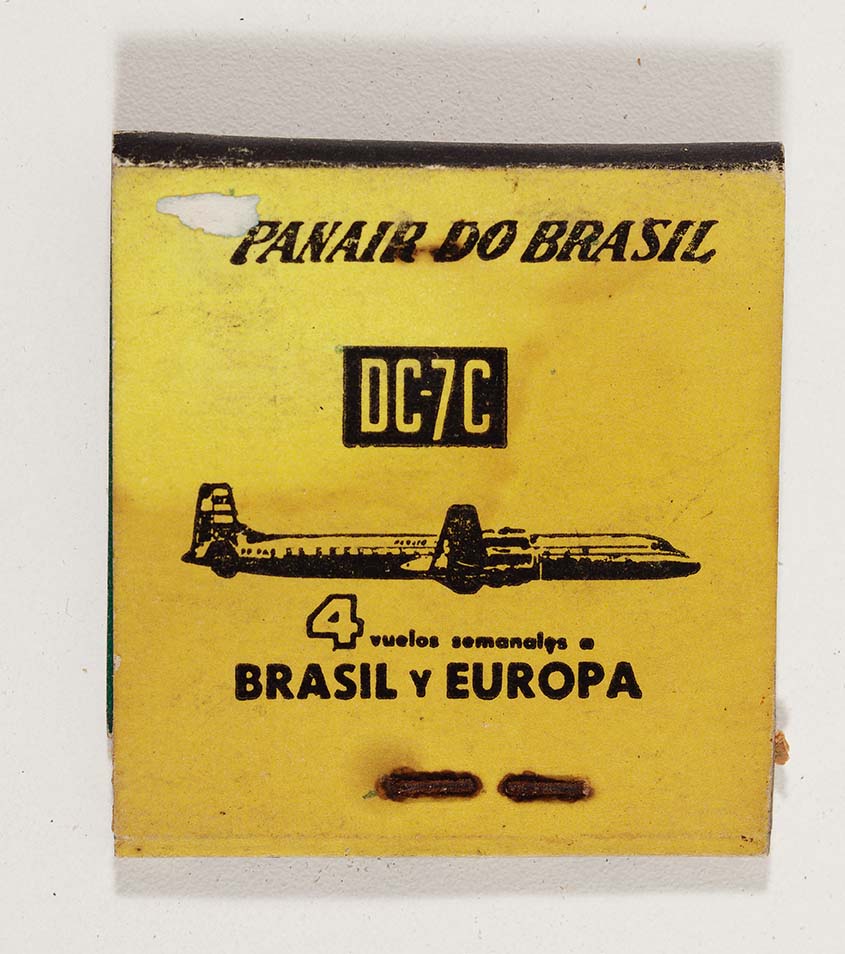 PANAIR DO BRASIL
DC-7C
4 vuelos semanales a
BRASIL Y EUROPA